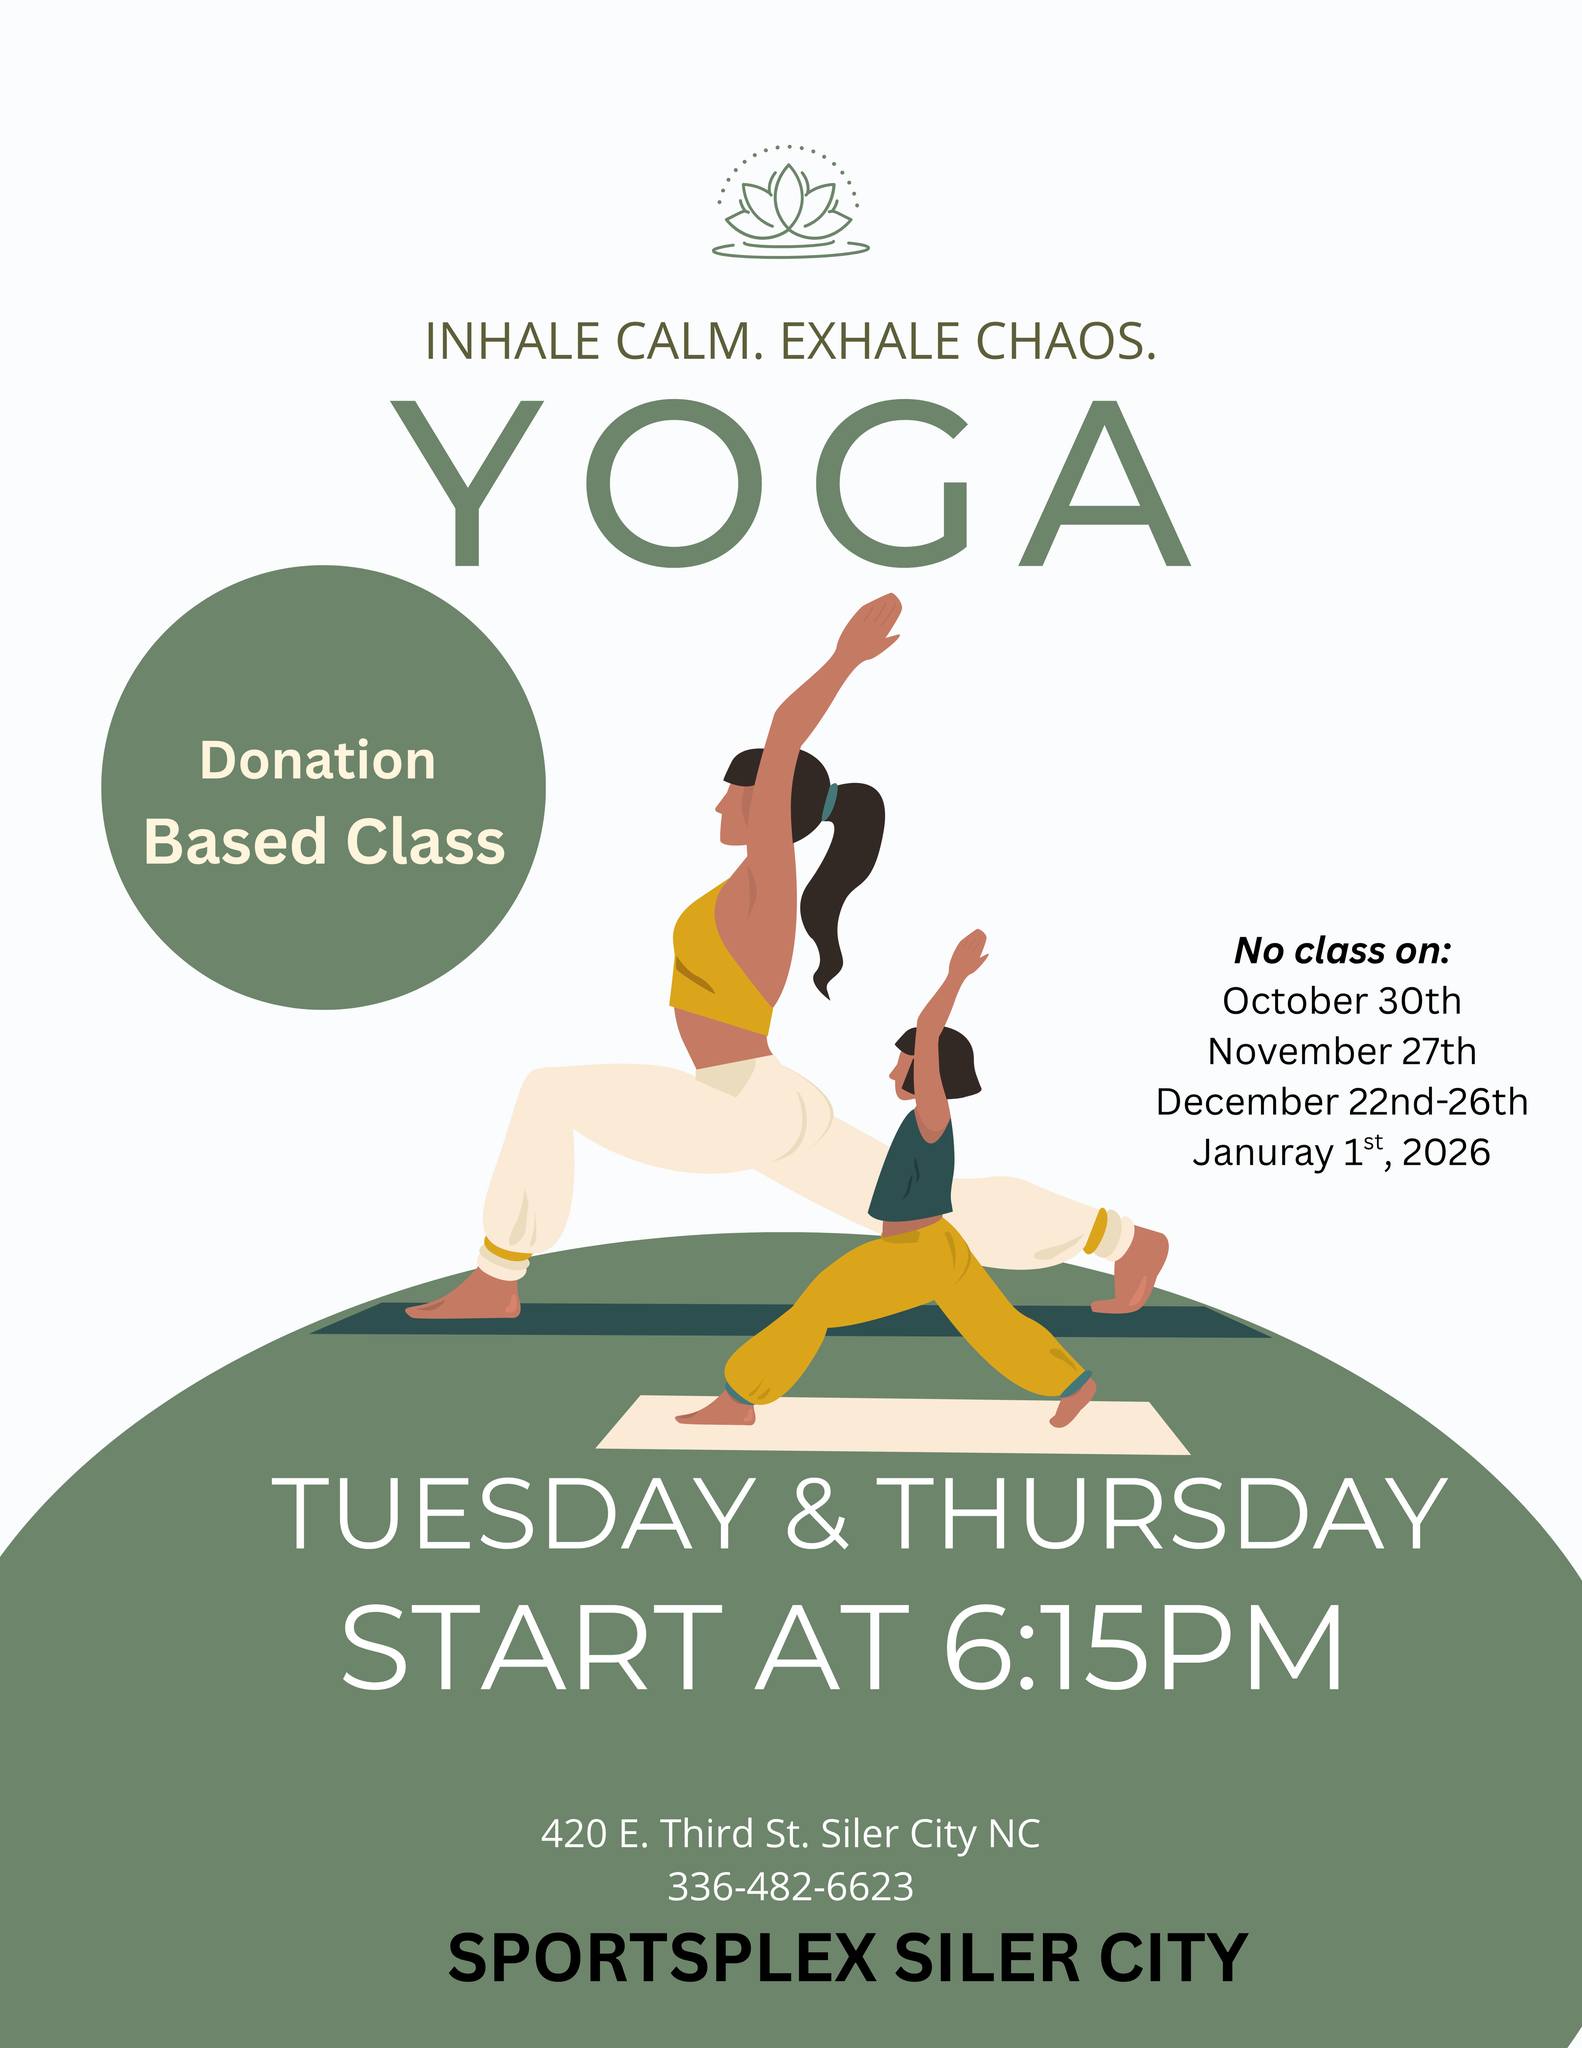 INHALE CALM. EXHALE CHAOS.
YOGA
Donation
Based Class
No class on:
October 30th
November 27th
December 22nd-26th
Januray 1st, 2026
TUESDAY & THURSDAY
START AT 6:15PM
420 E. Third St. Siler City NC
336-482-6623
SPORTSPLEX SILER CITY